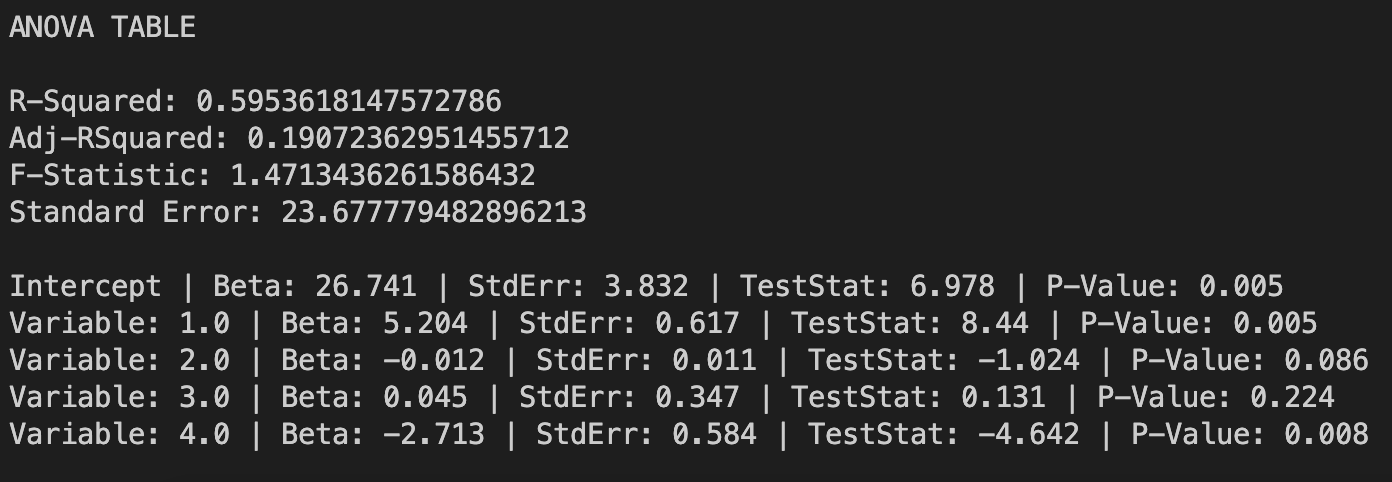 ANOVA TABLE
R-Squared: 0.5953618147572786
Adj-RSquared: 0.19072362951455712
F-Statistic: 1.4713436261586432
Standard Error: 23.677779482896213
Intercept | Beta: 26.741 | StdErr: 3.832 | TestStat: 6.978 | P-Value: 0.005
Variable: 1.0 | Beta: 5.204 | StdErr: 0.617 | TestStat: 8.44 | P-Value: 0.005
Variable: 2.0 | Beta: -0.012 | StdErr: 0.011 | TestStat: -1.024 | P-Value: 0.086
Variable: 3.0 | Beta: 0.045 | StdErr: 0.347 | TestStat: 0.131 | P-Value: 0.224
Variable: 4.0 | Beta: -2.713 | StdErr: 0.584 | TestStat: -4.642 | P-Value: 0.008